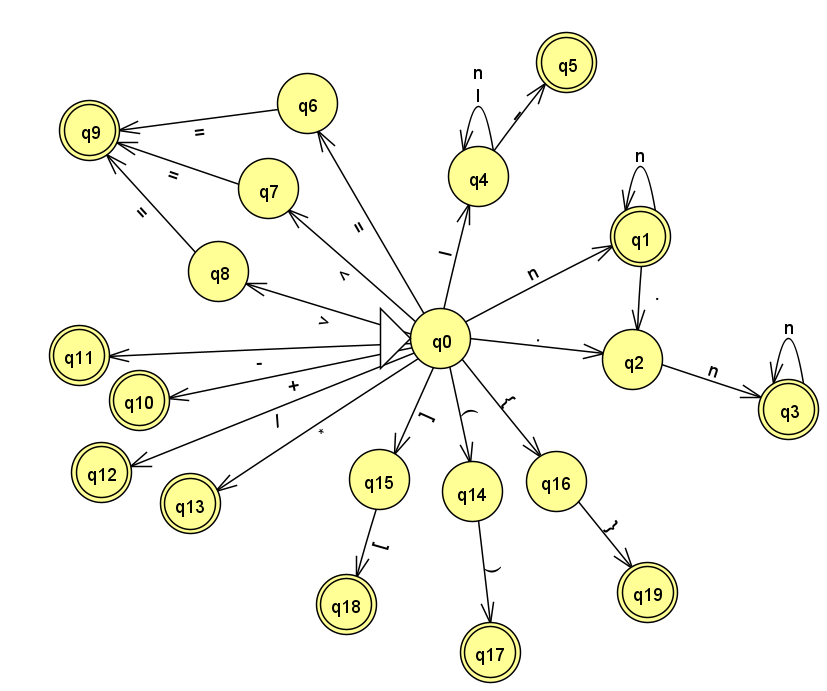 q5
n
l
q6
=
q9
n
=
q4
q7
q1
=
=
l
n
q8
<
.
>
q0
.
q11
-
q2
n
n
+
q10
{
q3
(
]
/
*
q12
q15
q16
q14
q13
}
]
(
q19
q18
q17